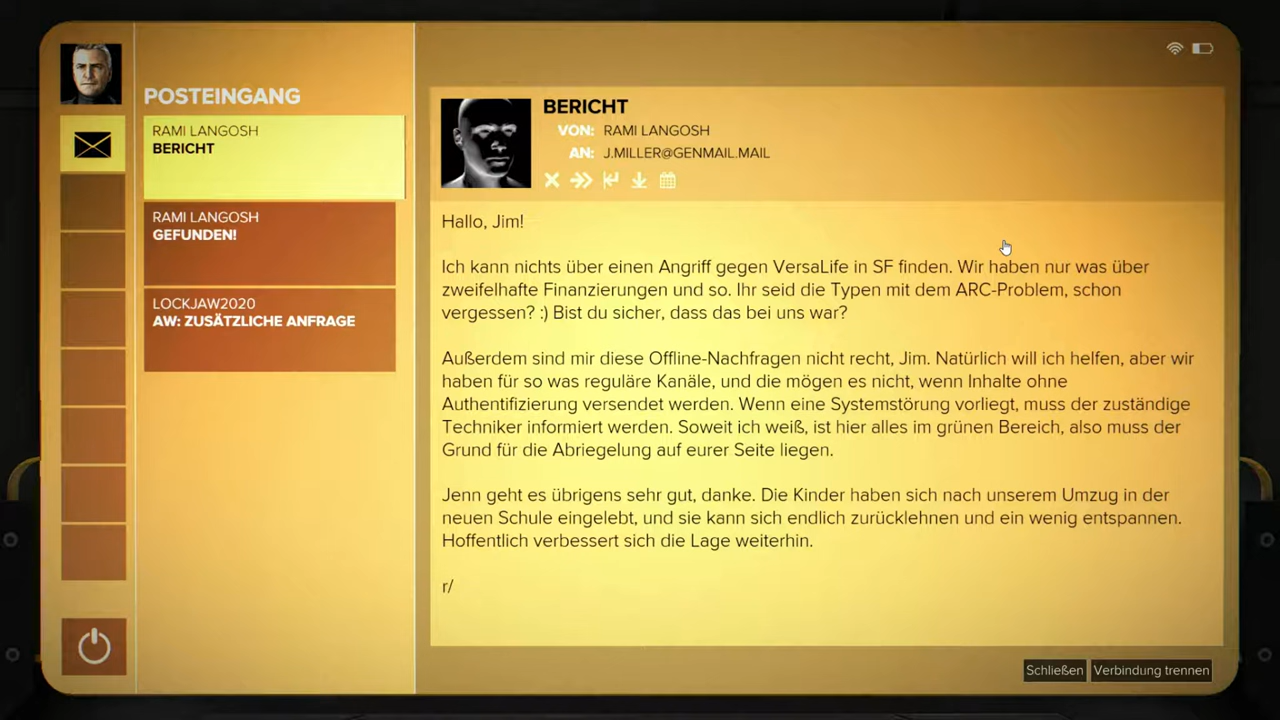 POSTEINGANG
RAMI LANGOSH
BERICHT
RAMI LANGOSH
GEFUNDEN!
LOCKJAW2020
AW: ZUSÄTZLICHE ANFRAGE
BERICHT
VON: RAMI LANGOSH
AN: J.MILLER@GENMAIL.MAIL
Hallo, Jim!
Ich kann nichts über einen Angriff gegen VersaLife in SF finden. Wir haben nur was über
zweifelhafte Finanzierungen und so. Ihr seid die Typen mit dem ARC-Problem, schon
vergessen? :) Bist du sicher, dass das bei uns war?
Außerdem sind mir diese Offline-Nachfragen nicht recht, Jim. Natürlich will ich helfen, aber wir
haben für so was reguläre Kanäle, und die mögen es nicht, wenn Inhalte ohne
Authentifizierung versendet werden. Wenn eine Systemstörung vorliegt, muss der zuständige
Techniker informiert werden. Soweit ich weiß, ist hier alles im grünen Bereich, also muss der
Grund für die Abriegelung auf eurer Seite liegen.
Jenn geht es übrigens sehr gut, danke. Die Kinder haben sich nach unserem Umzug in der
neuen Schule eingelebt, und sie kann sich endlich zurücklehnen und ein wenig entspannen.
Hoffentlich verbessert sich die Lage weiterhin.
r/
Schließen Verbindung trennen